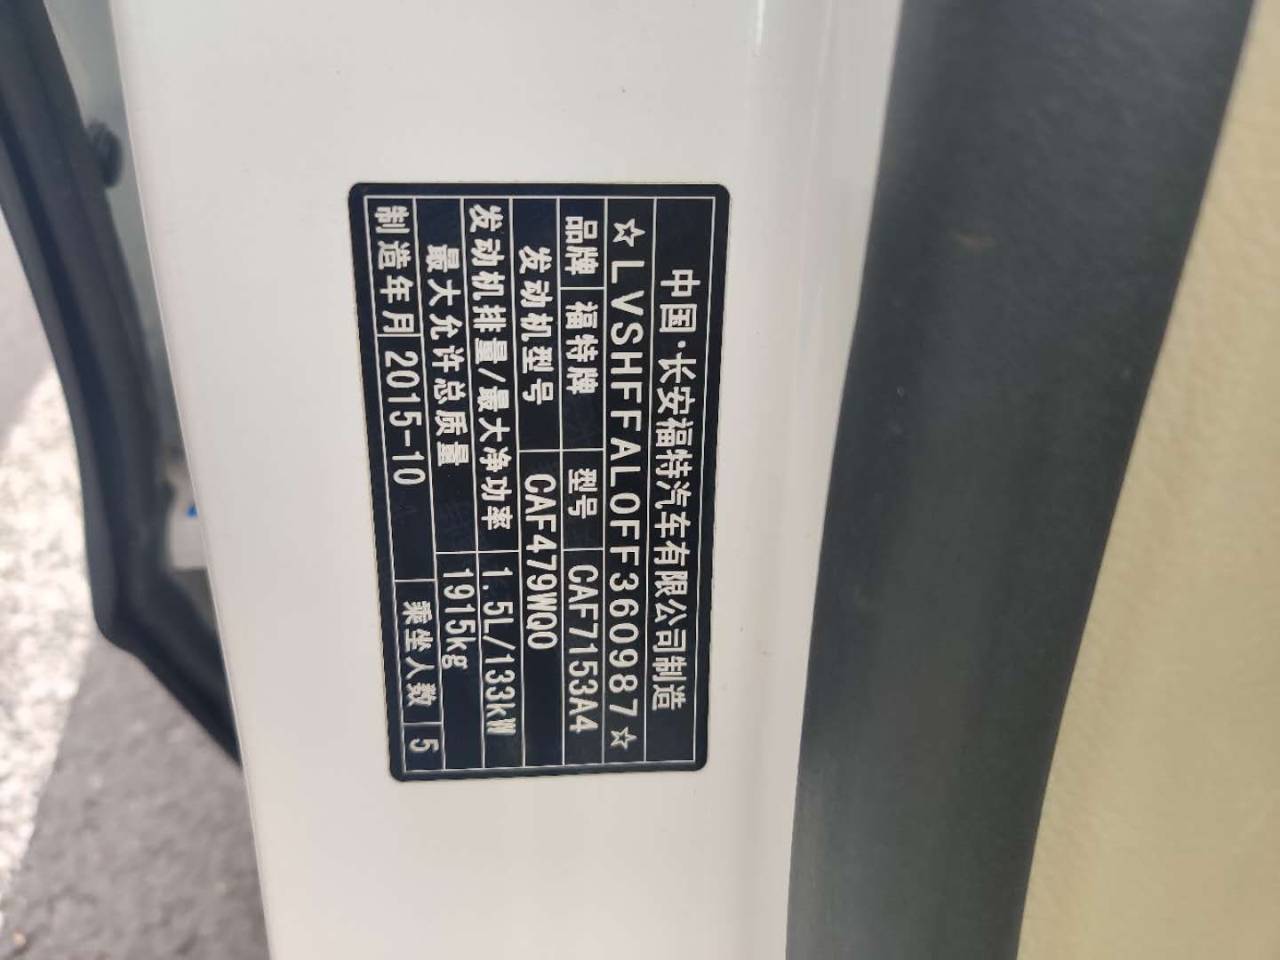 中国·长安福特汽车有限公司制造
☆LVSHFFAL0FF360987☆
品牌 福特牌 型号 CAF7153A4
发动机型号 CAF479WQ0
发动机排量/最大净功率 1.5L/133kW
最大允许总质量 1915kg
制造年月 2015-10 乘坐人数 5